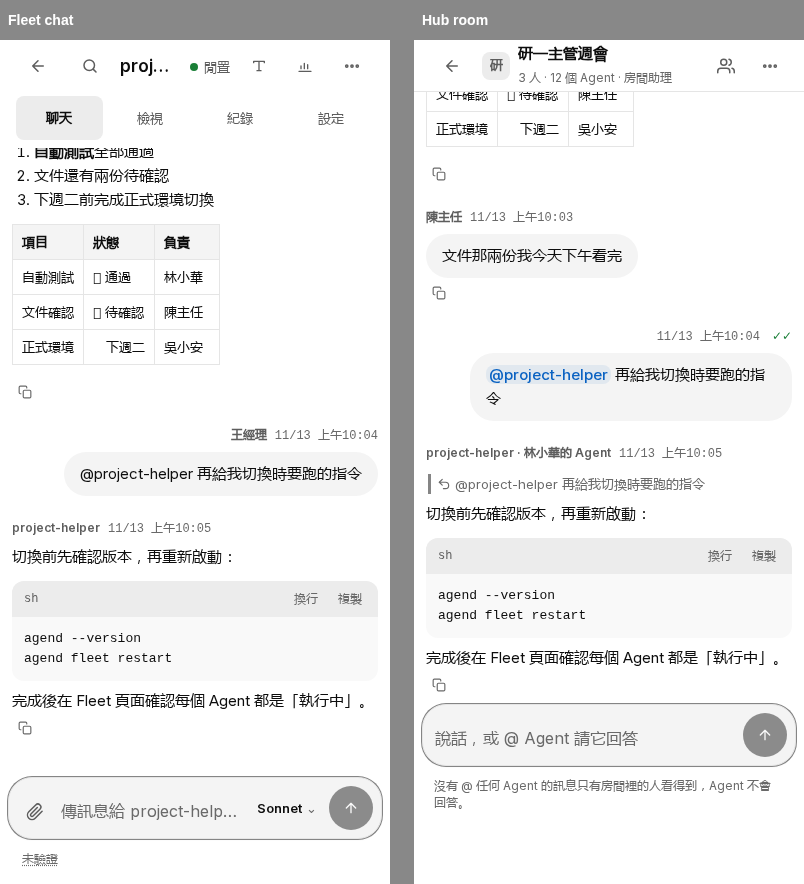 Fleet chat
proj…
閒置
聊天
檢視
紀錄
設定
1. 自動測試全部通過
2. 文件還有兩份待確認
3. 下週二前完成正式環境切換
項目 狀態 負責
自動測試 通過 林小華
文件確認 待確認 陳主任
正式環境 下週二 吳小安
王經理 11/13 上午10:04
@project-helper 再給我切換時要跑的指令
project-helper 11/13 上午10:05
切換前先確認版本，再重新啟動：
sh 換行 複製
agend --version
agend fleet restart
完成後在 Fleet 頁面確認每個 Agent 都是「執行中」。
傳訊息給 project-help… Sonnet
未驗證
Hub room
研 研一主管週會
3 人 · 12 個 Agent · 房間助理
文件確認 待確認 陳主任
正式環境 下週二 吳小安
陳主任 11/13 上午10:03
文件那兩份我今天下午看完
11/13 上午10:04 ✓✓
@project-helper 再給我切換時要跑的指
令
project-helper · 林小華的 Agent 11/13 上午10:05
@project-helper 再給我切換時要跑的指令
切換前先確認版本，再重新啟動：
sh 換行 複製
agend --version
agend fleet restart
完成後在 Fleet 頁面確認每個 Agent 都是「執行中」。
說話，或 @ Agent 請它回答
沒有 @ 任何 Agent 的訊息只有房間裡的人看得到，Agent 不會
回答。